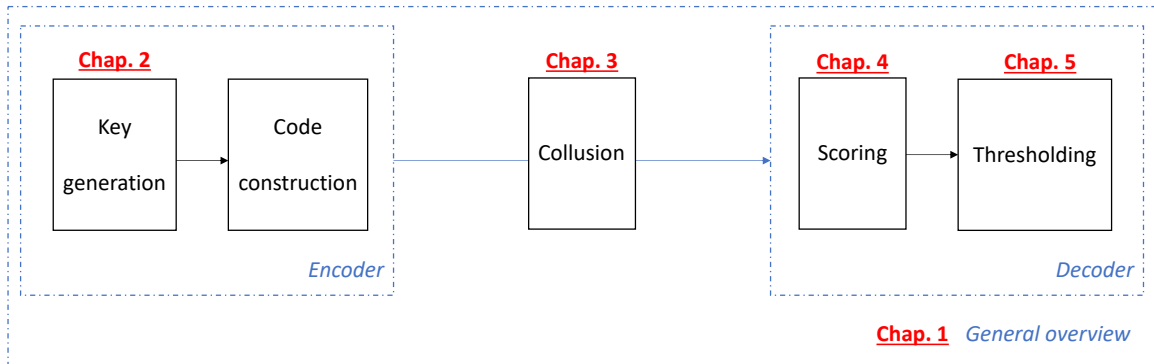 Chap. 2
Key
generation
Code
construction
Encoder
Chap. 3
Collusion
Chap. 4
Scoring
Chap. 5
Thresholding
Decoder
Chap. 1 General overview